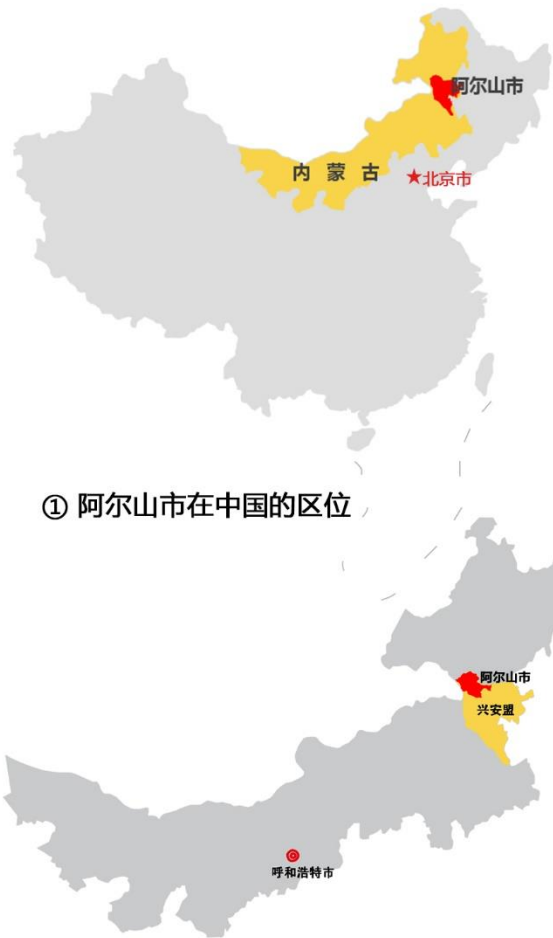 阿尔山市
内蒙古
北京市
① 阿尔山市在中国的区位
阿尔山市
兴安盟
呼和浩特市